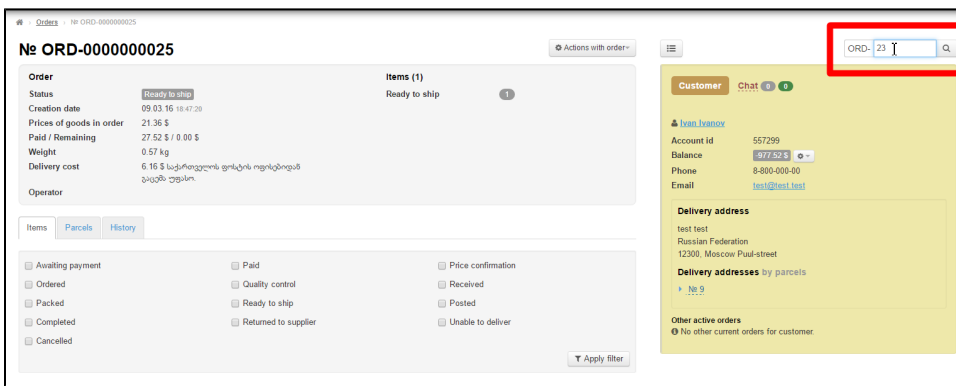 Orders
№ ORD-0000000025
№ ORD-0000000025
Actions with order
ORD- 23
Order
Items (1)
Status
Ready to ship
Ready to ship
1
Creation date
09.03.16 18:47:20
Prices of goods in order
21.36 $
Paid / Remaining
27.52 $ / 0.00 $
Weight
0.57 kg
Delivery cost
6.16 $ საქართველოს ფოსტის ოფისებიდან
გაცემა უფასო.
Operator
Customer
Chat 0 0
Ivan Ivanov
Account id
557299
Balance
-977.52 $
Phone
8-800-000-00
Email
test@test.test
Delivery address
test test
Russian Federation
12300, Moscow Puul-street
Delivery addresses by parcels
№ 9
Other active orders
No other current orders for customer.
Items
Parcels
History
Awaiting payment
Paid
Price confirmation
Ordered
Quality control
Received
Packed
Ready to ship
Posted
Completed
Returned to supplier
Unable to deliver
Cancelled
Apply filter